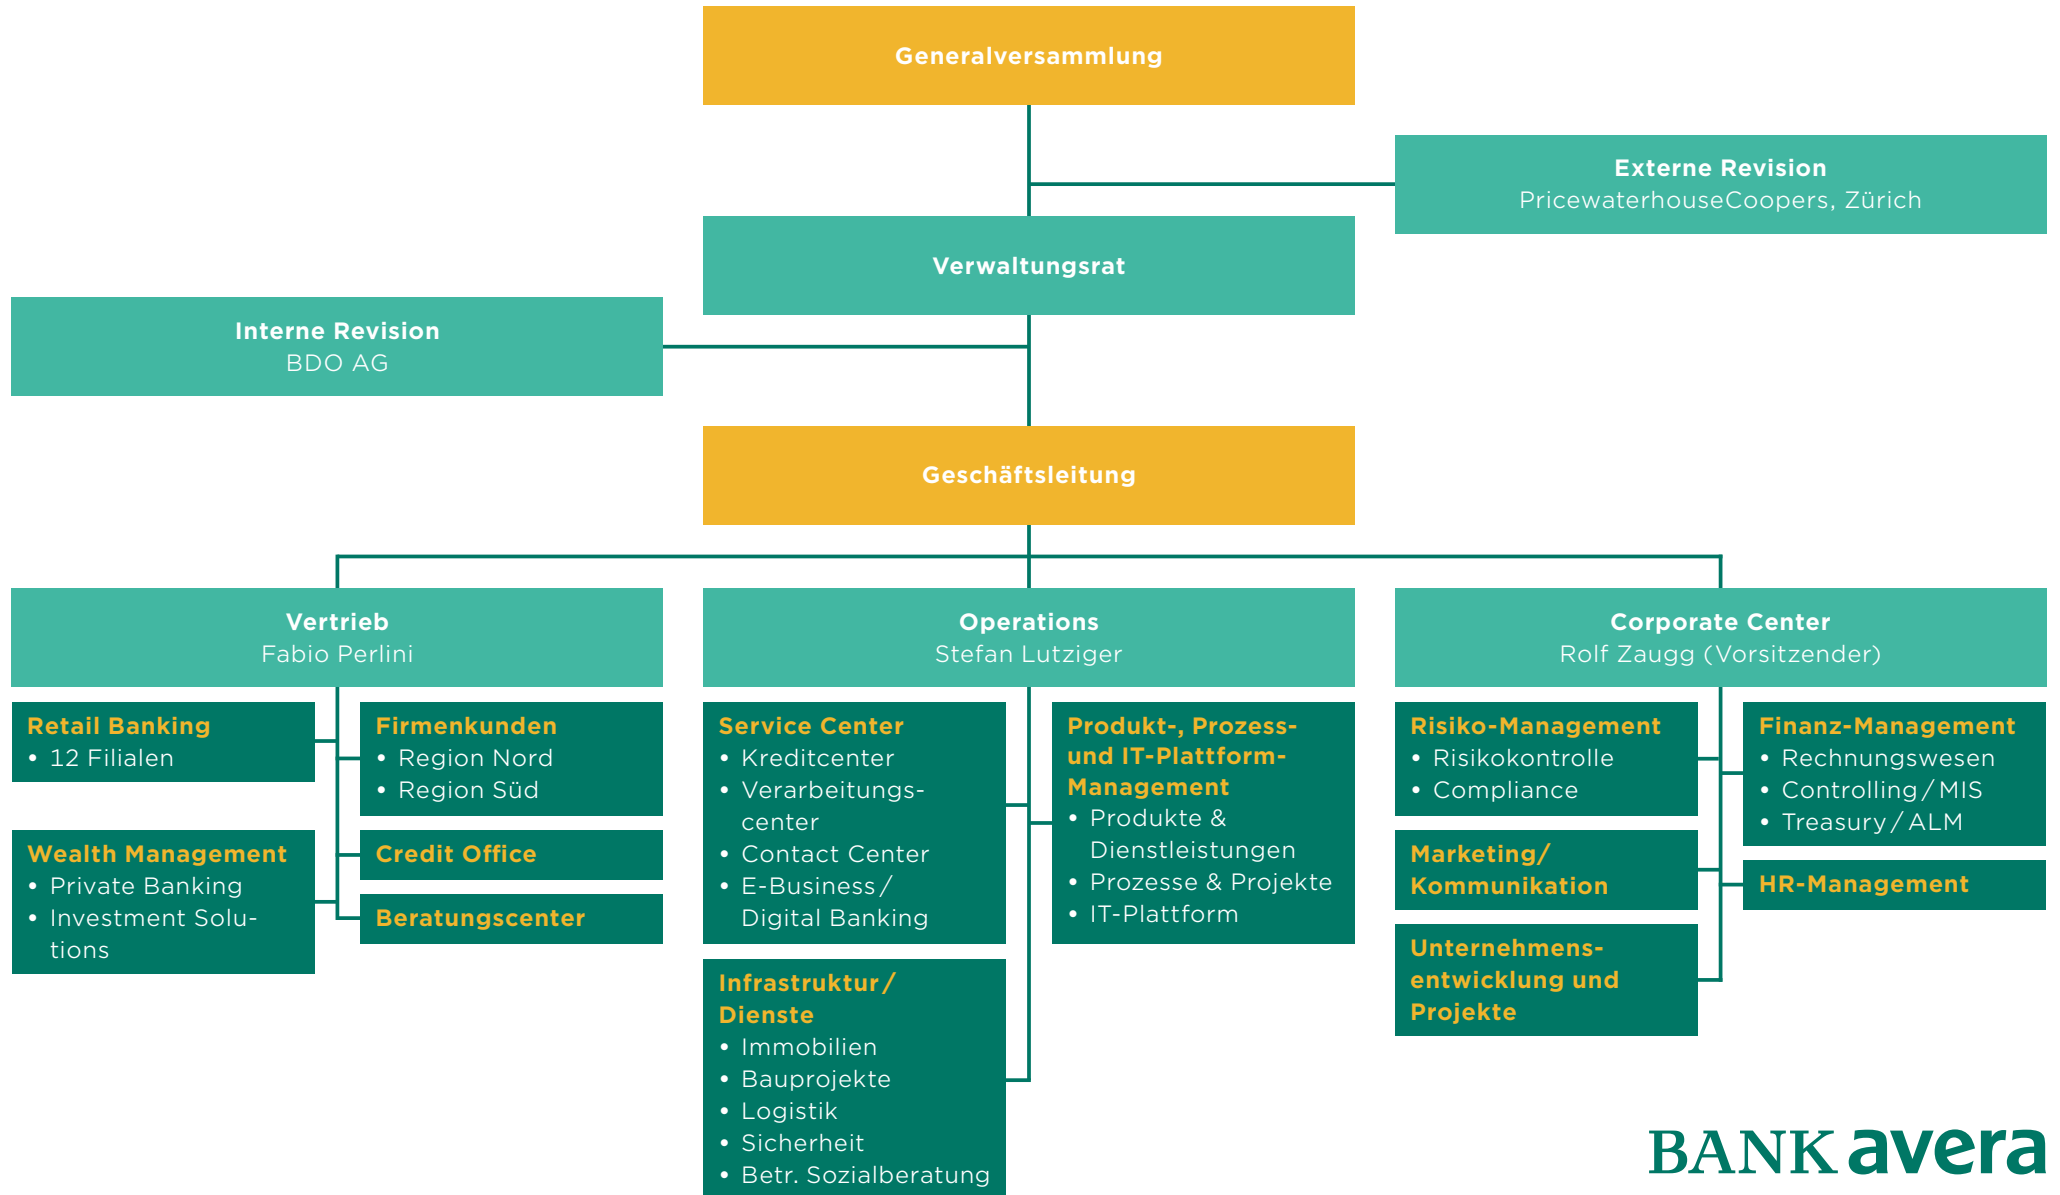 Generalversammlung
Externe Revision
PricewaterhouseCoopers, Zürich
Verwaltungsrat
Interne Revision
BDO AG
Geschäftsleitung
Vertrieb
Fabio Perlini
Retail Banking
• 12 Filialen
Wealth Management
• Private Banking
• Investment Solu-
tions
Firmenkunden
• Region Nord
• Region Süd
Credit Office
Beratungscenter
Operations
Stefan Lutziger
Service Center
• Kreditcenter
• Verarbeitungs-
center
• Contact Center
• E-Business/
Digital Banking
Infrastruktur/
Dienste
• Immobilien
• Bauprojekte
• Logistik
• Sicherheit
• Betr. Sozialberatung
Produkt-, Prozess-
und IT-Plattform-
Management
• Produkte &
Dienstleistungen
• Prozesse & Projekte
• IT-Plattform
Corporate Center
Rolf Zaugg (Vorsitzender)
Risiko-Management
• Risikokontrolle
• Compliance
Marketing/
Kommunikation
Unternehmens-
entwicklung und
Projekte
Finanz-Management
• Rechnungswesen
• Controlling/MIS
• Treasury/ALM
HR-Management
BANK avera